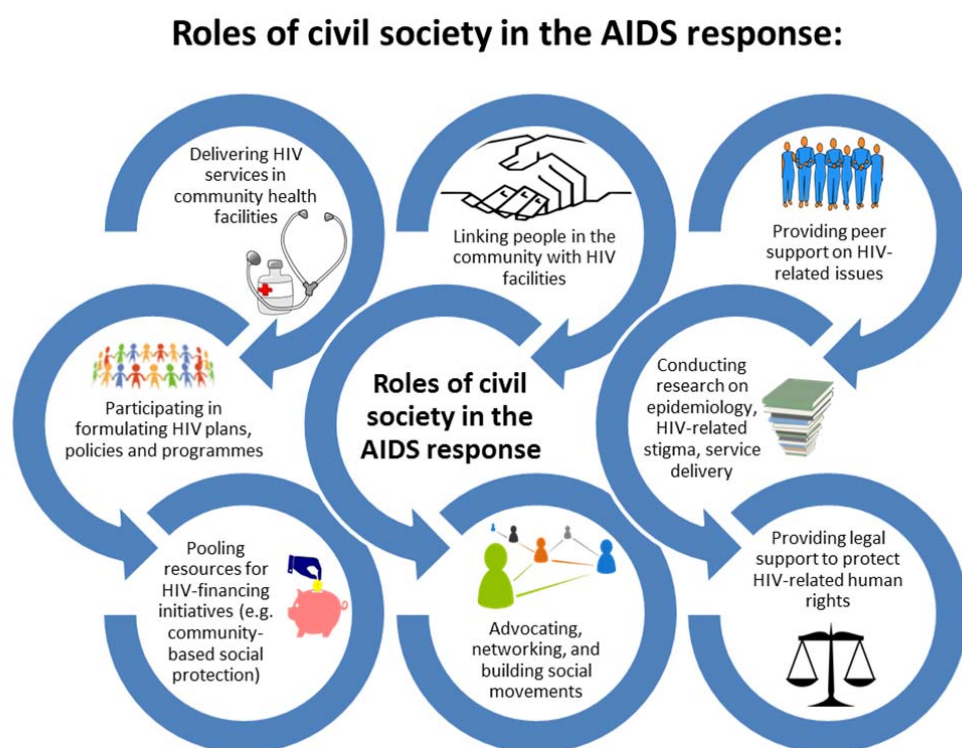 Roles of civil society in the AIDS response:
Delivering HIV
services in
community health
facilities
Linking people in the
community with HIV
facilities
Providing peer
support on HIV-
related issues
Participating in
formulating HIV plans,
policies and programmes
Roles of civil
society in the
AIDS response
Conducting
research on
epidemiology,
HIV-related
stigma, service
delivery
Pooling
resources for
HIV-financing
initiatives (e.g.
community-
based social
protection)
Advocating,
networking, and
building social
movements
Providing legal
support to protect
HIV-related human
rights